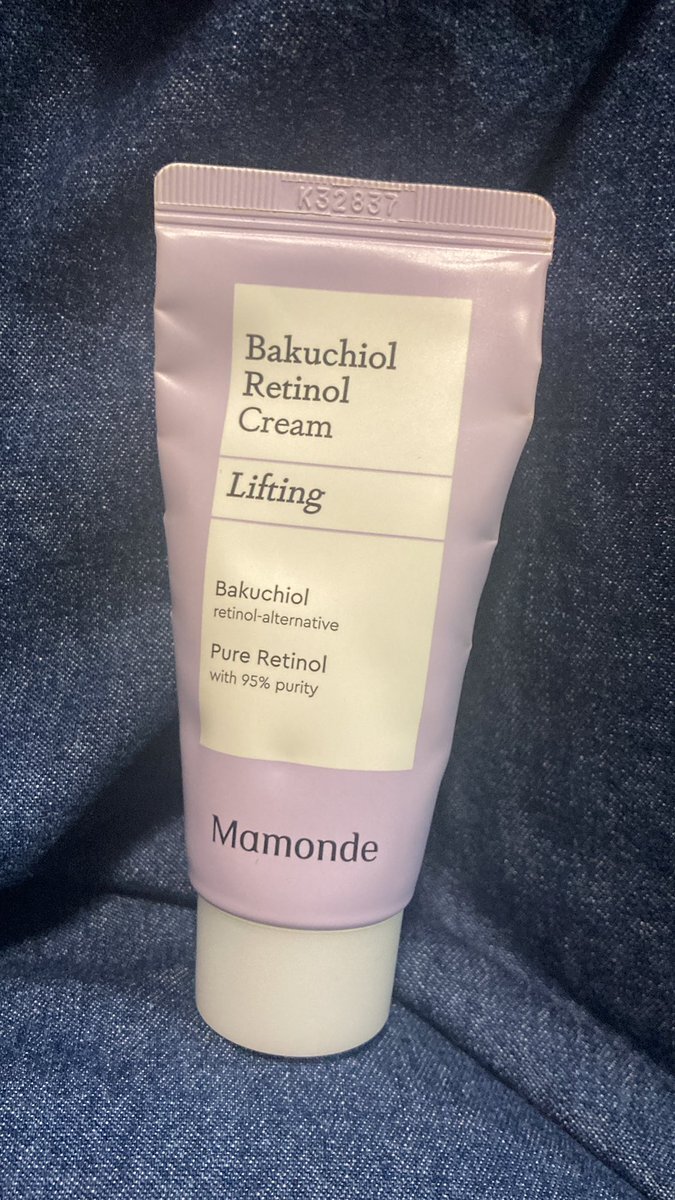 K32837
Bakuchiol
Retinol
Cream
Lifting
Bakuchiol
retinol-alternative
Pure Retinol
with 95% purity
Mamonde